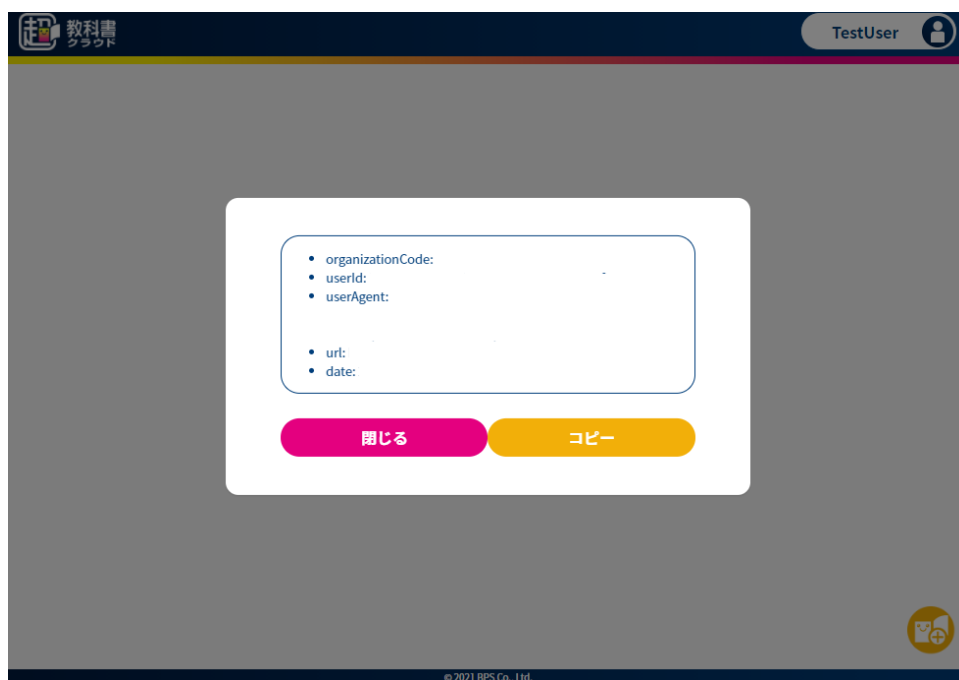 超 教科書
クラウド
TestUser
organizationCode:
userId:
userAgent:
url:
date:
閉じる
コピー
© 2021 BPS Co., Ltd.